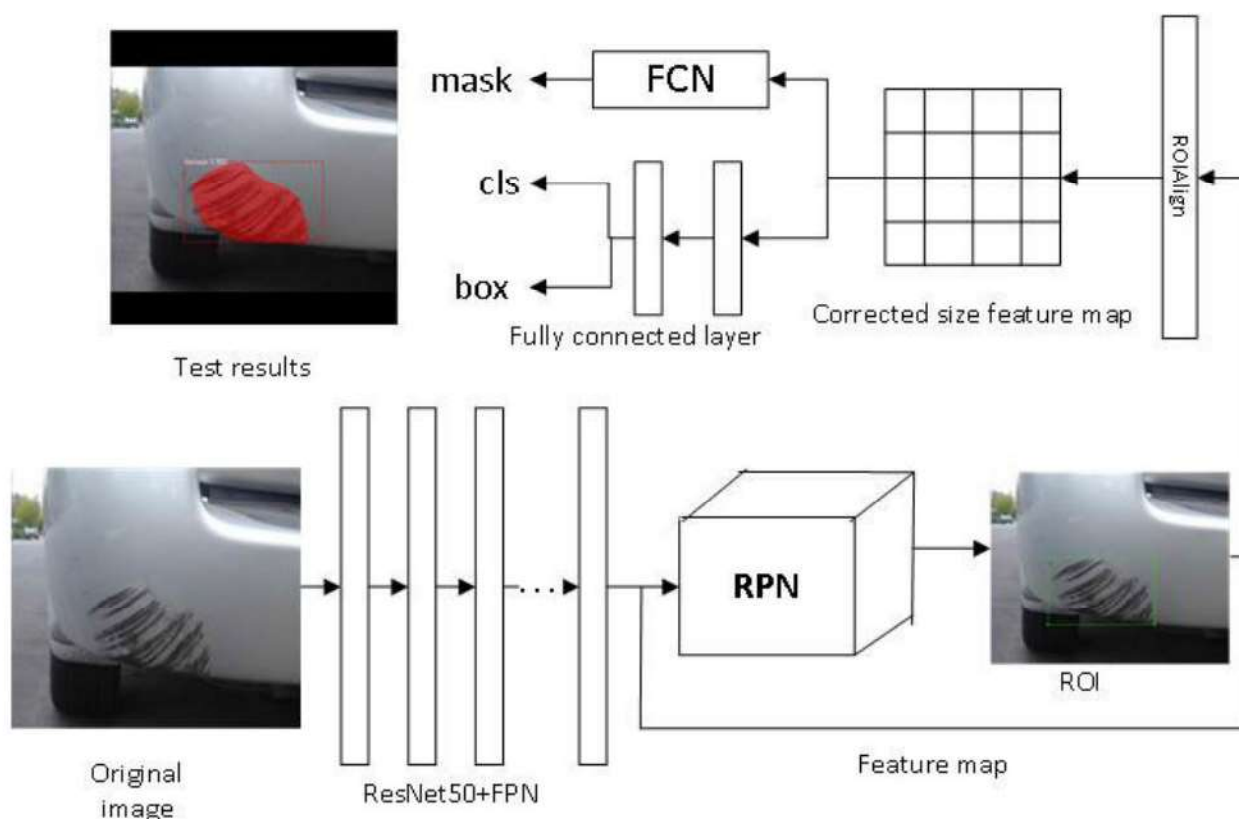 mask
FCN
cls
box
Fully connected layer
Corrected size feature map
ROIAlign
Test results
RPN
...
ROI
Original
image
ResNet50+FPN
Feature map